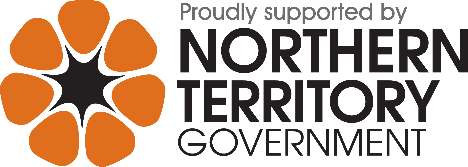 Proudly supported by
NORTHERN
TERRITORY
GOVERNMENT